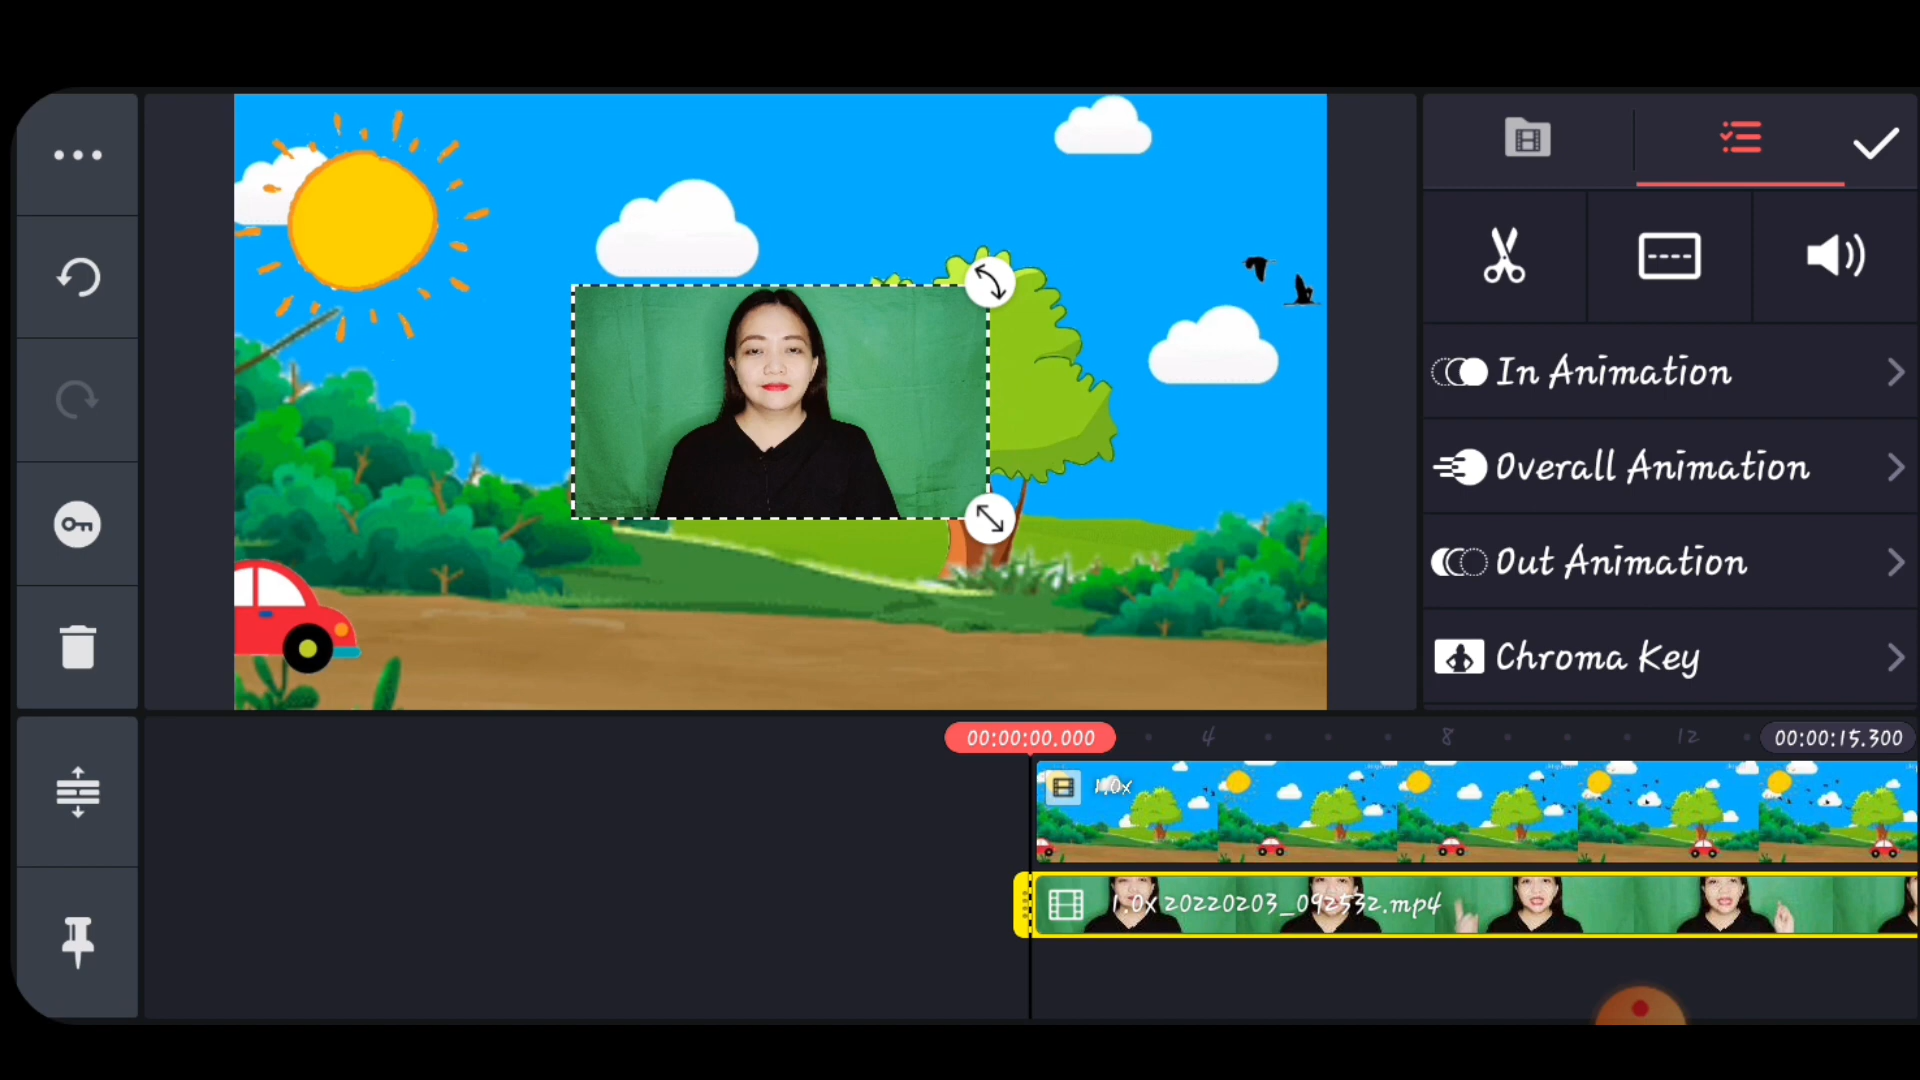 In Animation
Overall Animation
Out Animation
Chroma Key
00:00:00.000
4
8
12
00:00:15.300
1.0x
1.0x 20220203_092532.mp4